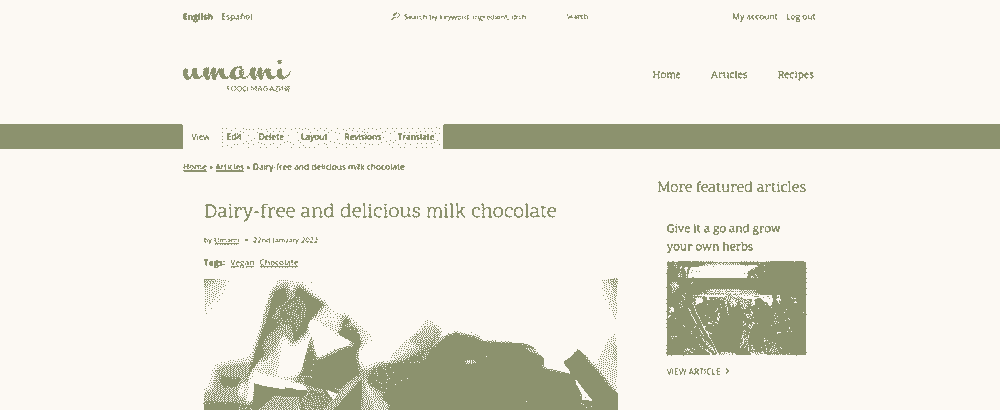 English Español
Search by keyword, ingredient, dish
Search
My account Log out
umami
FOOD MAGAZINE
Home Articles Recipes
View Edit Delete Layout Revisions Translate
Home » Articles » Dairy-free and delicious milk chocolate
Dairy-free and delicious milk chocolate
by Umami • 22nd January 2022
Tags: Vegan Chocolate
More featured articles
Give it a go and grow
your own herbs
VIEW ARTICLE >